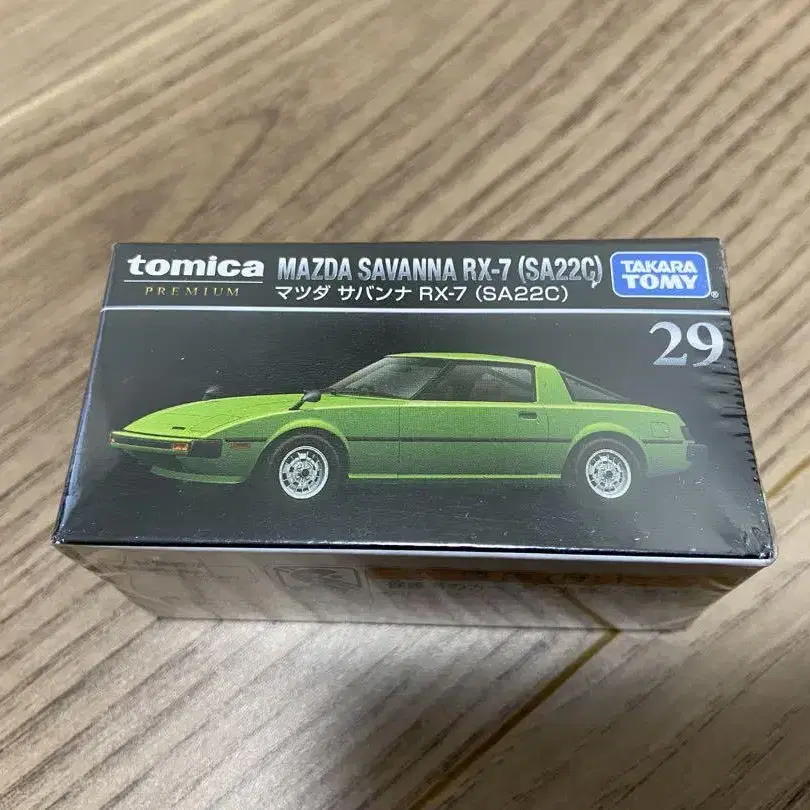 tomica
PREMIUM
MAZDA SAVANNA RX-7 (SA22C)
マツダ サバンナ RX-7 (SA22C)
TAKARA
TOMY®
29